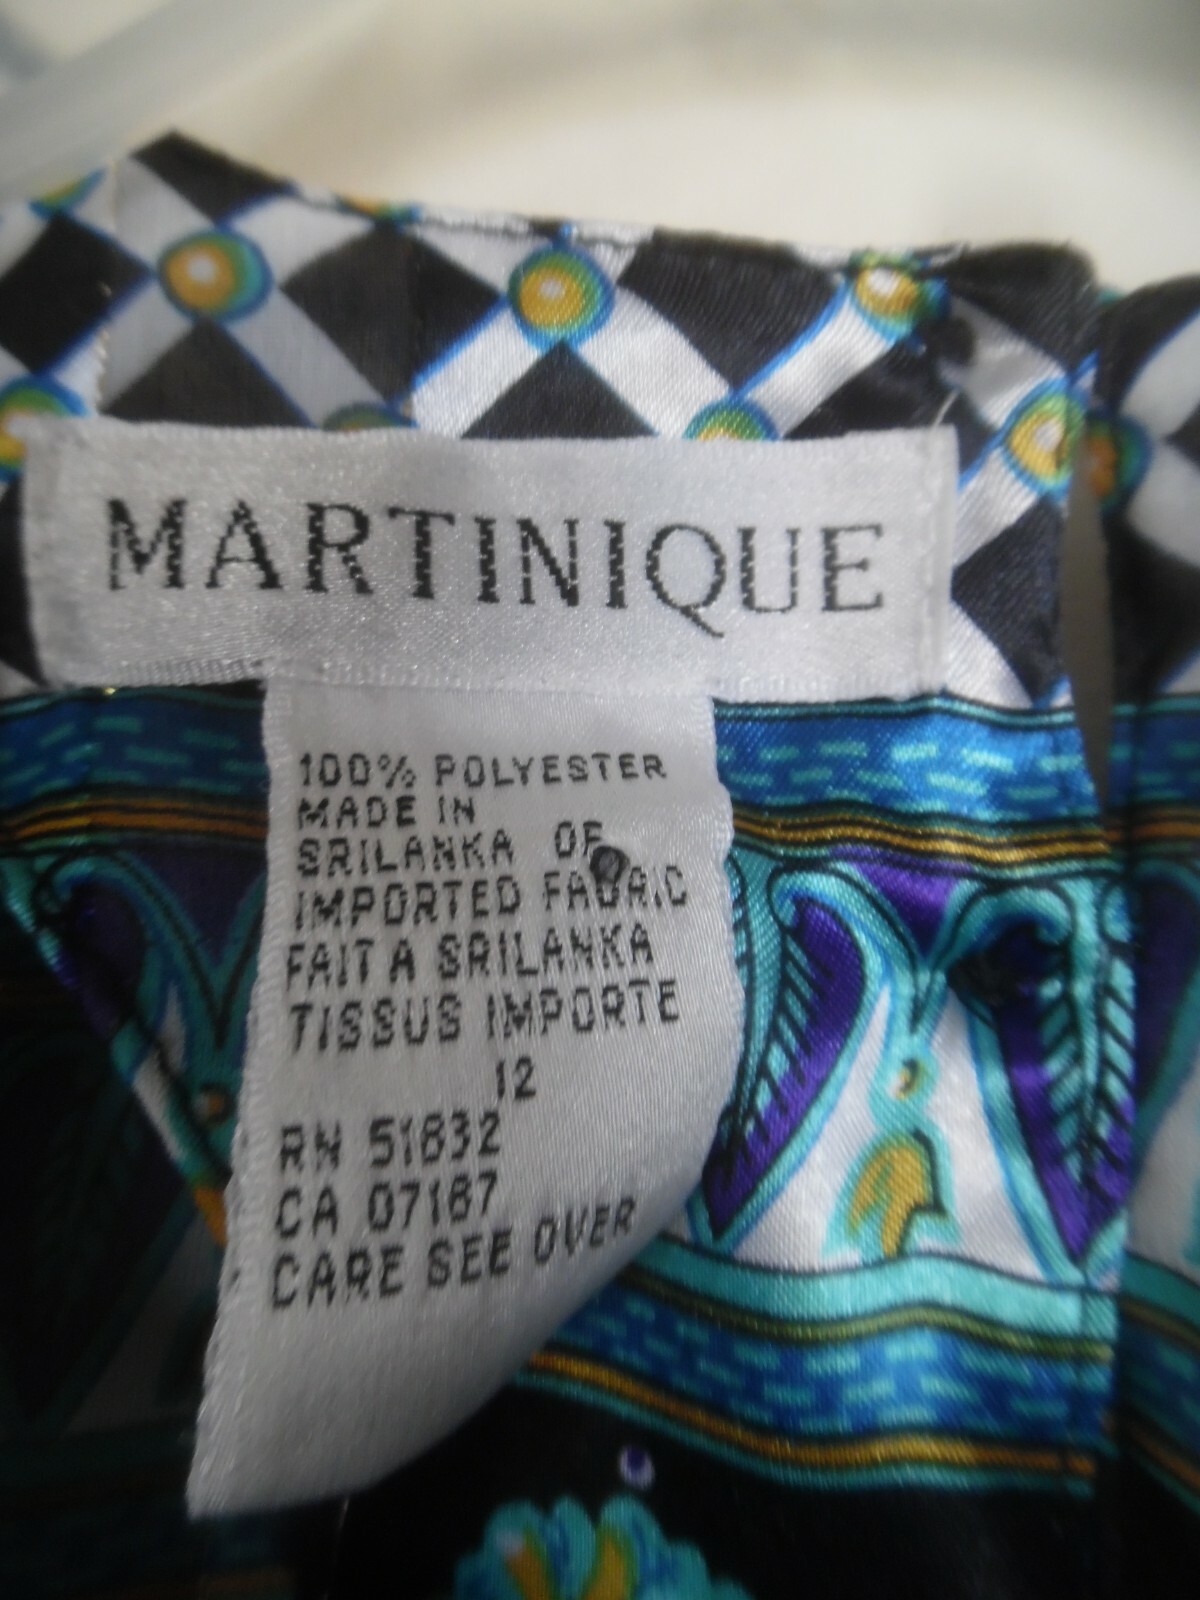 MARTINIQUE
100% POLYESTER
MADE IN
SRILANKA OF
IMPORTED FABRIC
FAIT A SRILANKA
TISSUS IMPORTE
12
RN 51832
CA 07187
CARE SEE OVER